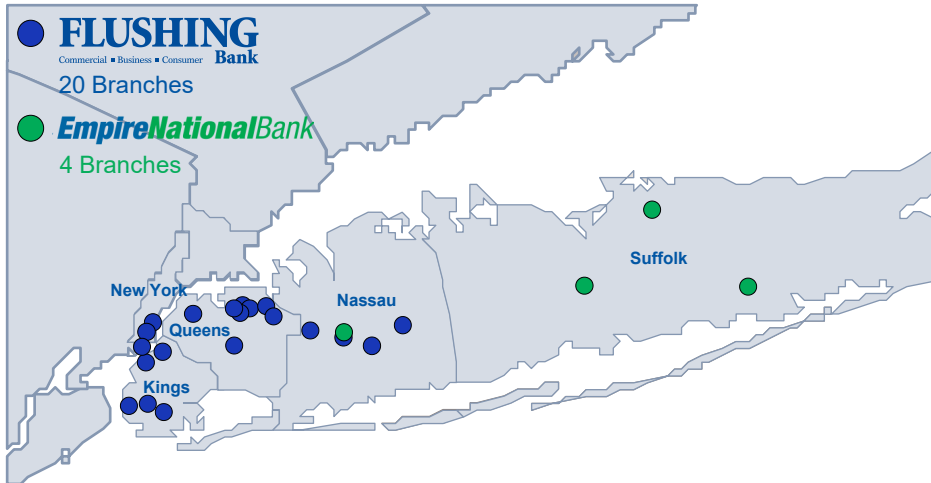 FLUSHING
Bank
Commercial ■ Business ■ Consumer
20 Branches
EmpireNationalBank
4 Branches
Suffolk
New York
Nassau
Queens
Kings